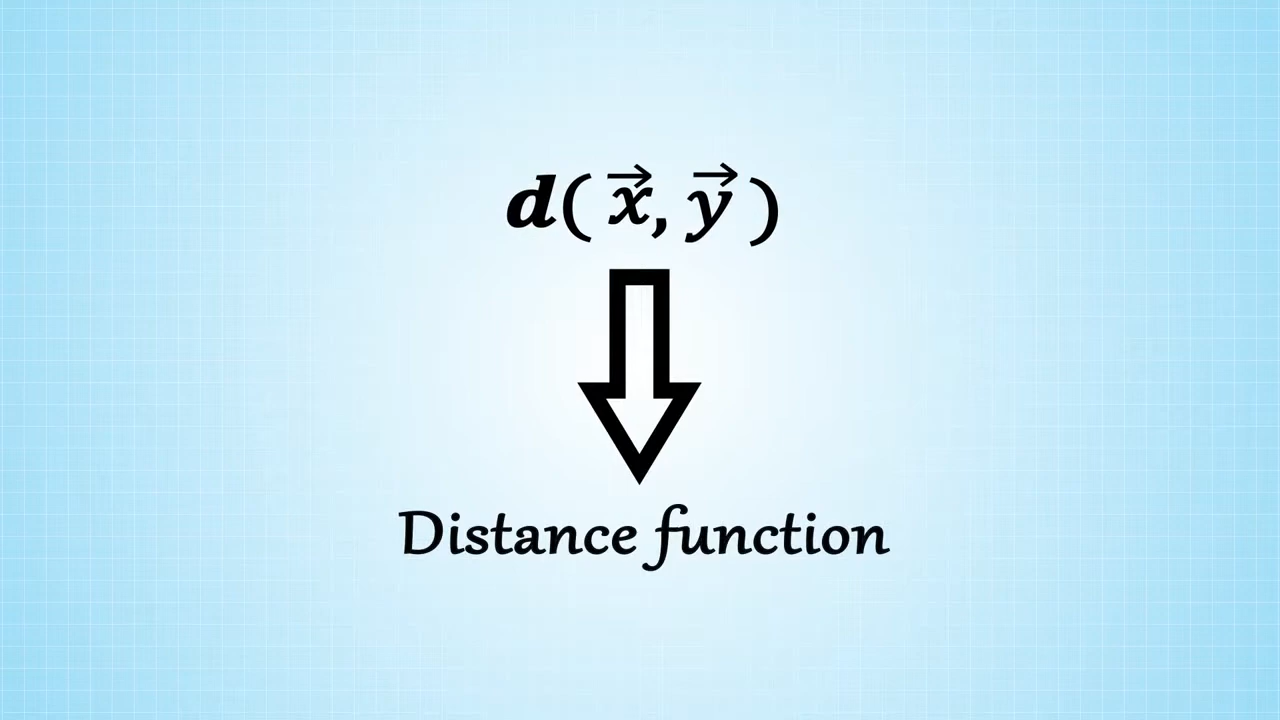 d( x⃗, y⃗ )
Distance function